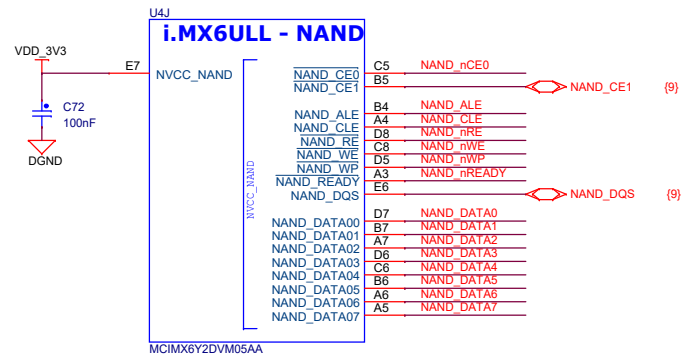 U4J
i.MX6ULL - NAND
VDD_3V3
E7
NVCC_NAND
C72
100nF
DGND
NVCC_NAND
NAND_CE0 C5 NAND_nCE0
NAND_CE1 B5 NAND_CE1 {9}
NAND_ALE B4 NAND_ALE
NAND_CLE A4 NAND_CLE
NAND_RE D8 NAND_nRE
NAND_WE C8 NAND_nWE
NAND_WP D5 NAND_nWP
NAND_READY A3 NAND_nREADY
NAND_DQS E6 NAND_DQS {9}
NAND_DATA00 D7 NAND_DATA0
NAND_DATA01 B7 NAND_DATA1
NAND_DATA02 A7 NAND_DATA2
NAND_DATA03 D6 NAND_DATA3
NAND_DATA04 C6 NAND_DATA4
NAND_DATA05 B6 NAND_DATA5
NAND_DATA06 A6 NAND_DATA6
NAND_DATA07 A5 NAND_DATA7
MCIMX6Y2DVM05AA